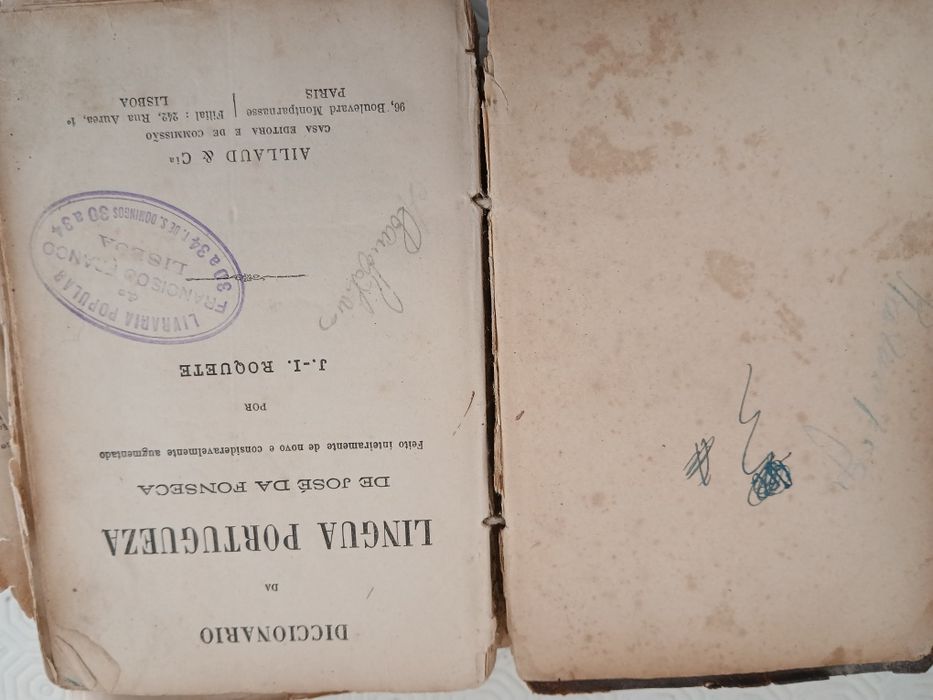 DICCIONARIO
DA
LINGUA PORTUGUEZA
DE JOSÉ DA FONSECA
Feito inteiramente de novo e consideravelmente augmentado
POR
J.-I. ROQUETE
LIVRARIA POPULAR
de
FRANCISCO FRANCO
LISBOA
30 a 34 T. DE S. DOMINGOS 30 a 34
AILLAUD & Cia
CASA EDITORA E DE COMMISSÃO
96, Boulevard Montparnasse | Filial : 242, Rua Aurea, 1º
PARIS | LISBOA